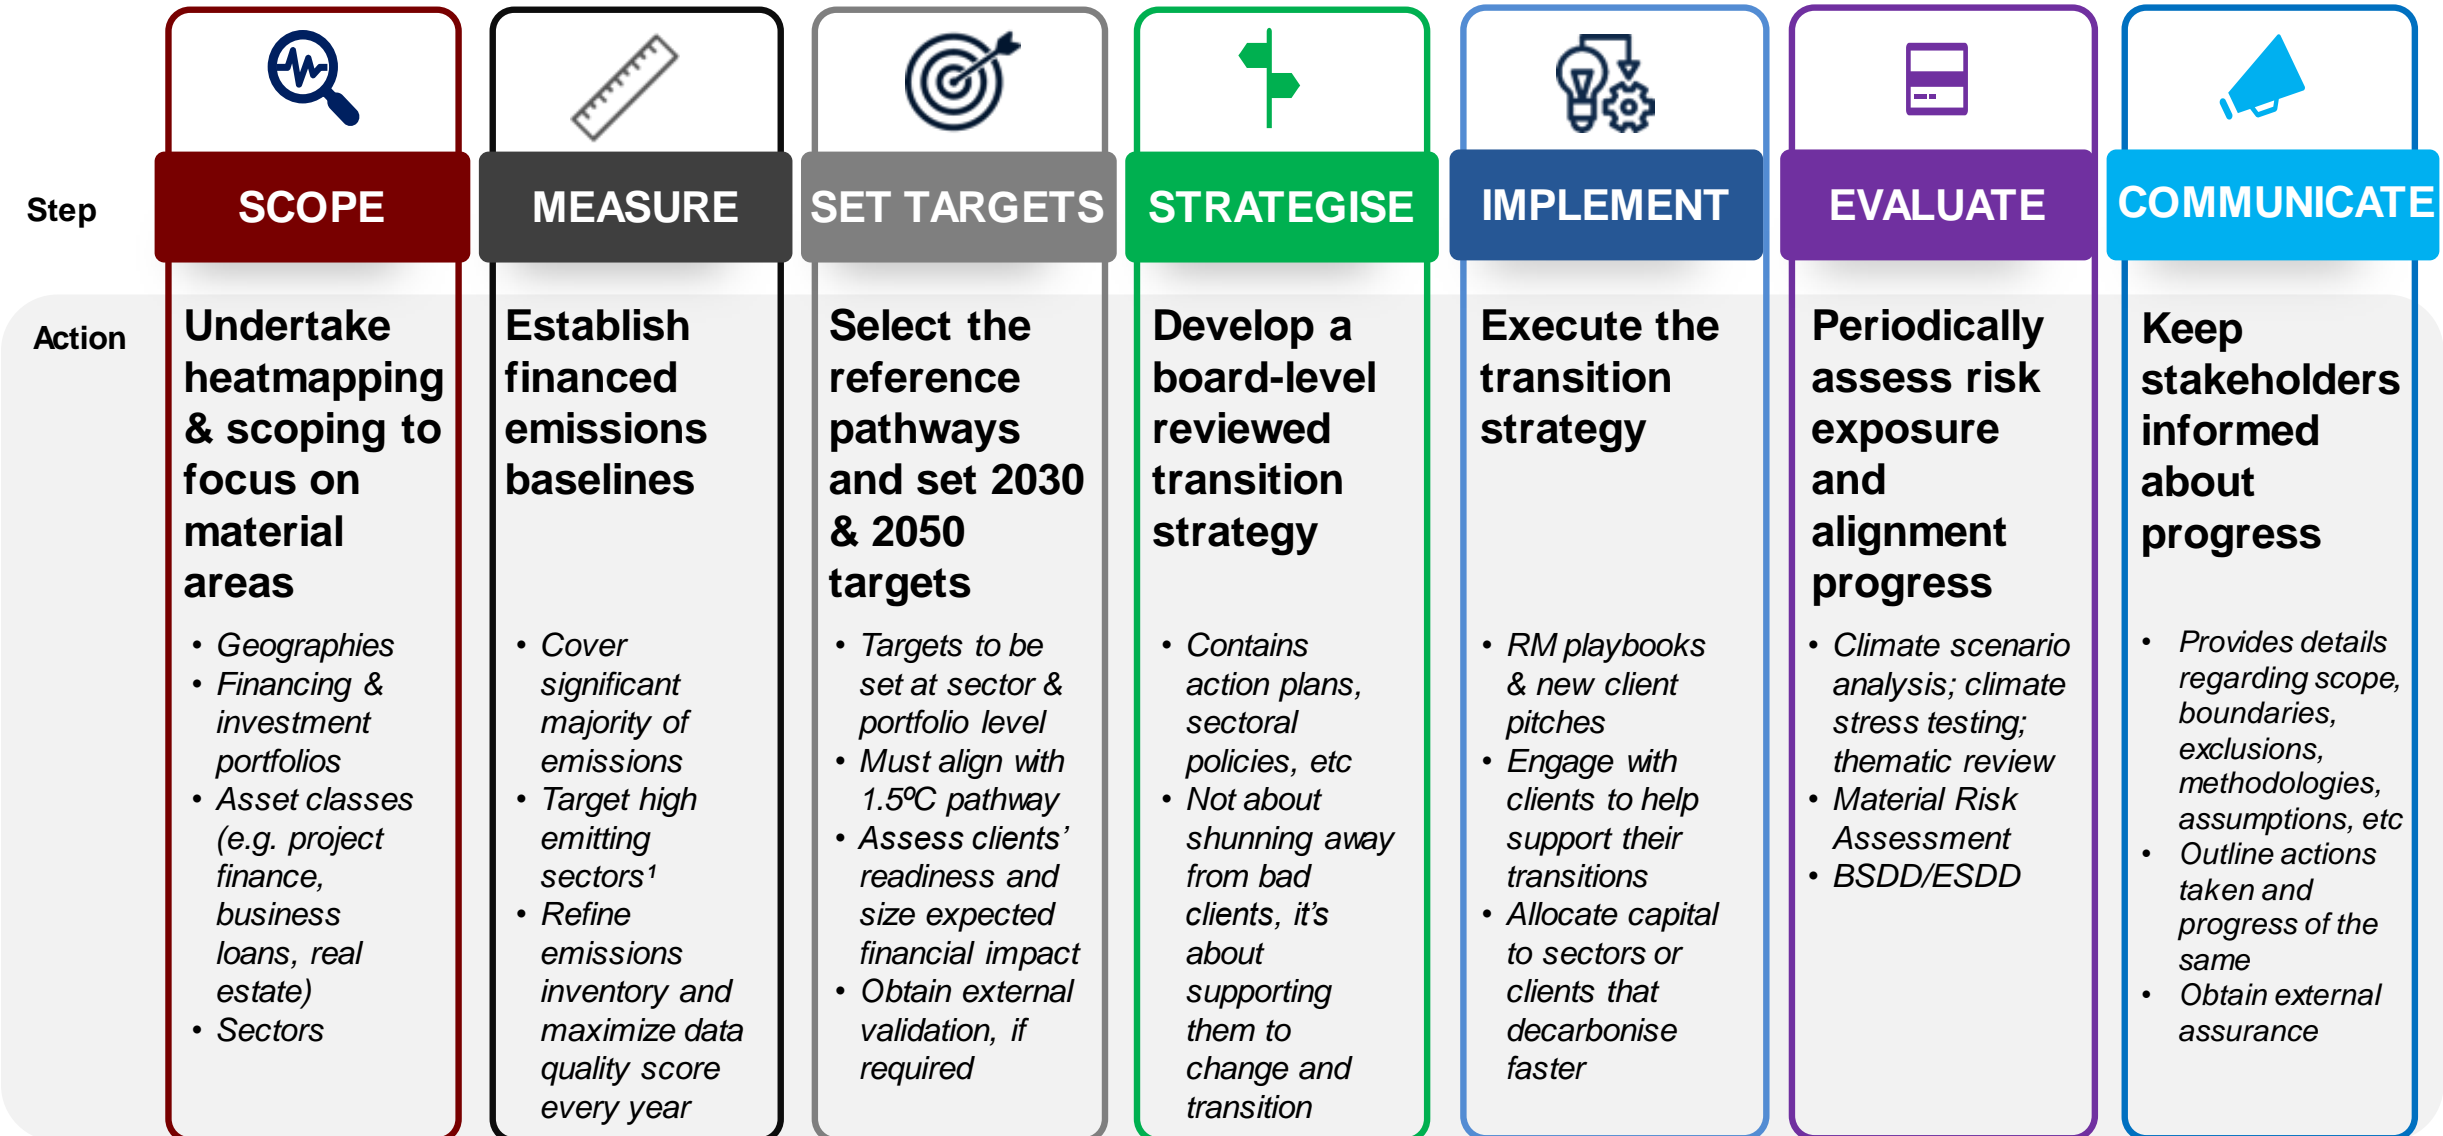 Step
SCOPE
MEASURE
SET TARGETS
STRATEGISE
IMPLEMENT
EVALUATE
COMMUNICATE
Action
Undertake
heatmapping
& scoping to
focus on
material
areas
• Geographies
• Financing &
investment
portfolios
• Asset classes
(e.g. project
finance,
business
loans, real
estate)
• Sectors
Establish
financed
emissions
baselines
• Cover
significant
majority of
emissions
• Target high
emitting
sectors¹
• Refine
emissions
inventory and
maximize data
quality score
every year
Select the
reference
pathways
and set 2030
& 2050
targets
• Targets to be
set at sector &
portfolio level
• Must align with
1.5ºC pathway
• Assess clients’
readiness and
size expected
financial impact
• Obtain external
validation, if
required
Develop a
board-level
reviewed
transition
strategy
• Contains
action plans,
sectoral
policies, etc
• Not about
shunning away
from bad
clients, it’s
about
supporting
them to
change and
transition
Execute the
transition
strategy
• RM playbooks
& new client
pitches
• Engage with
clients to help
support their
transitions
• Allocate capital
to sectors or
clients that
decarbonise
faster
Periodically
assess risk
exposure
and
alignment
progress
• Climate scenario
analysis; climate
stress testing;
thematic review
• Material Risk
Assessment
• BSDD/ESDD
Keep
stakeholders
informed
about
progress
• Provides details
regarding scope,
boundaries,
exclusions,
methodologies,
assumptions, etc
• Outline actions
taken and
progress of the
same
• Obtain external
assurance